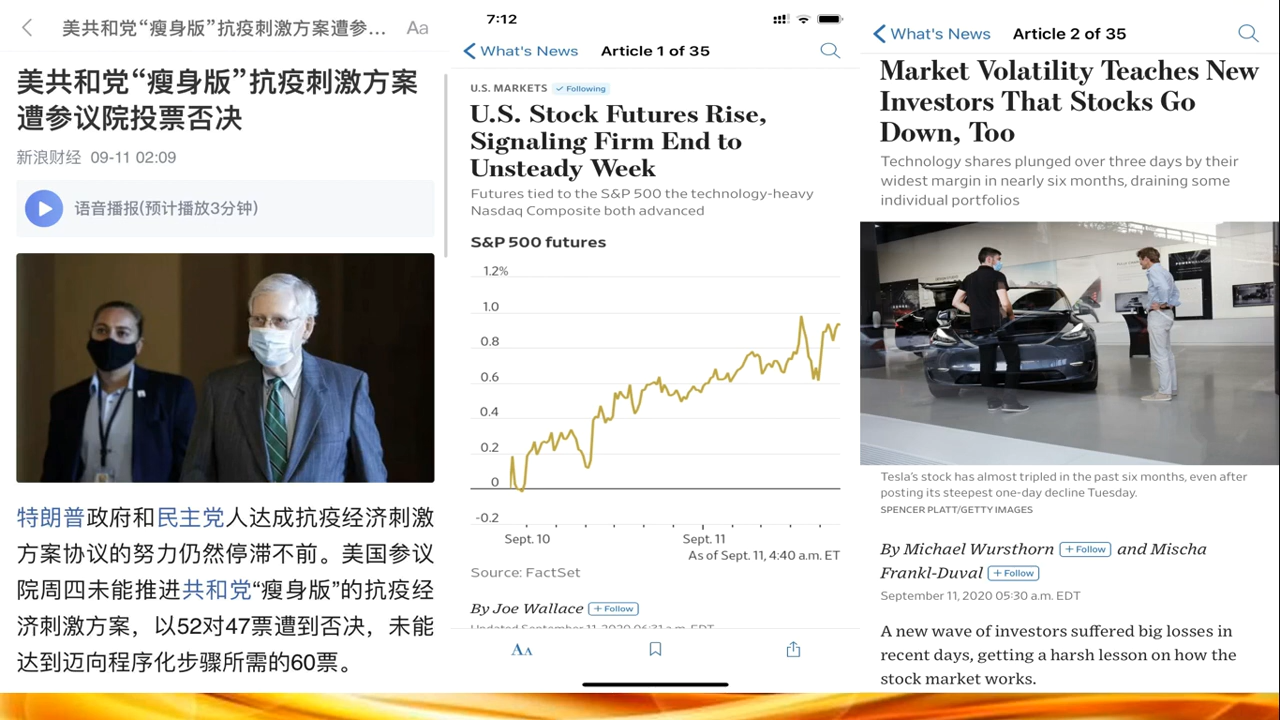 美共和党“瘦身版”抗疫刺激方案遭参...
Aa
美共和党“瘦身版”抗疫刺激方案
遭参议院投票否决
新浪财经 09-11 02:09
语音播报(预计播放3分钟)
特朗普政府和民主党人达成抗疫经济刺激
方案协议的努力仍然停滞不前。美国参议
院周四未能推进共和党“瘦身版”的抗疫经
济刺激方案，以52对47票遭到否决，未能
达到迈向程序化步骤所需的60票。
7:12
What's News
Article 1 of 35
U.S. MARKETS
Following
U.S. Stock Futures Rise,
Signaling Firm End to
Unsteady Week
Futures tied to the S&P 500 the technology-heavy
Nasdaq Composite both advanced
S&P 500 futures
1.2%
1.0
0.8
0.6
0.4
0.2
0
-0.2
Sept. 10
Sept. 11
As of Sept. 11, 4:40 a.m. ET
Source: FactSet
By Joe Wallace + Follow
Updated September 11, 2020 06:31 a.m. EDT
AA
What's News
Article 2 of 35
Market Volatility Teaches New
Investors That Stocks Go
Down, Too
Technology shares plunged over three days by their
widest margin in nearly six months, draining some
individual portfolios
Tesla's stock has almost tripled in the past six months, even after
posting its steepest one-day decline Tuesday.
SPENCER PLATT/GETTY IMAGES
By Michael Wursthorn + Follow and Mischa
Frankl-Duval + Follow
September 11, 2020 05:30 a.m. EDT
A new wave of investors suffered big losses in
recent days, getting a harsh lesson on how the
stock market works.